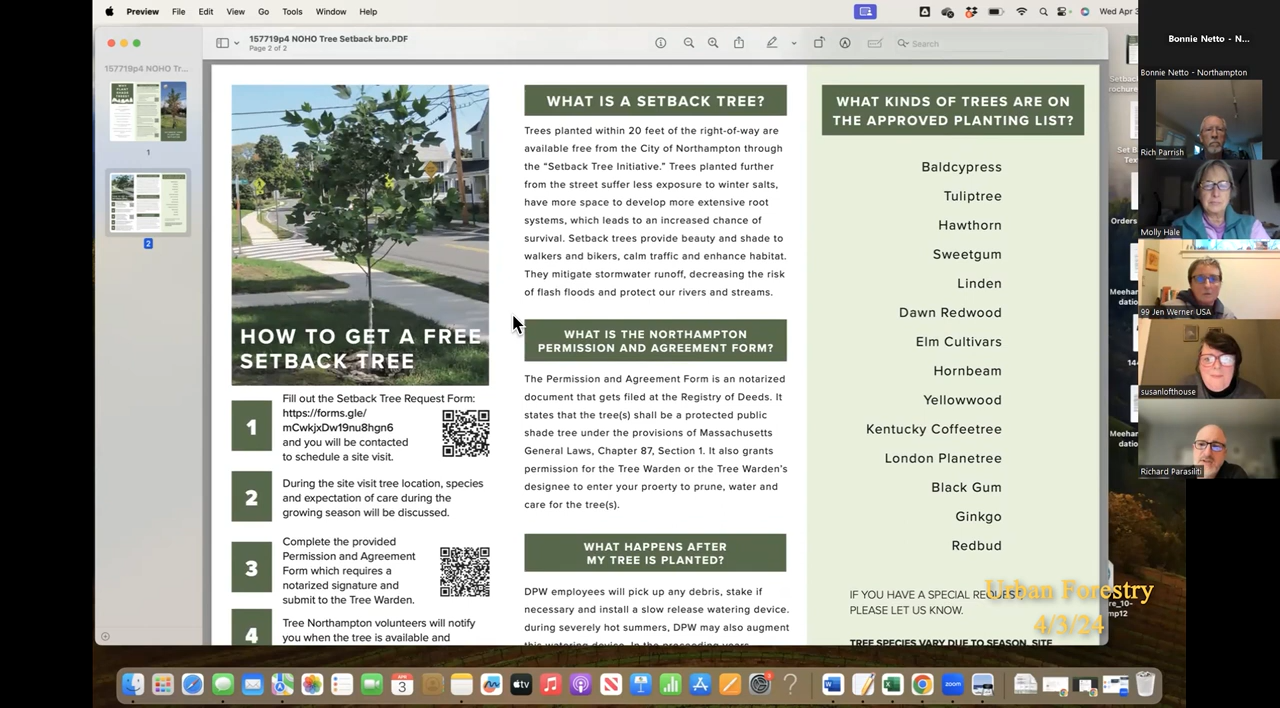 Preview File Edit View Go Tools Window Help
Wed Apr 3
157719p4 NOHO Tree Setback bro.PDF
Page 2 of 2
Search
157719p4 NOHO Tr...
1
2
HOW TO GET A FREE
SETBACK TREE
1
Fill out the Setback Tree Request Form:
https://forms.gle/
mCwkjxDw19nu8hgn6
and you will be contacted
to schedule a site visit.
2
During the site visit tree location, species
and expectation of care during the
growing season will be discussed.
3
Complete the provided
Permission and Agreement
Form which requires a
notarized signature and
submit to the Tree Warden.
4
Tree Northampton volunteers will notify
you when the tree is available and
WHAT IS A SETBACK TREE?
Trees planted within 20 feet of the right-of-way are
available free from the City of Northampton through
the “Setback Tree Initiative.” Trees planted further
from the street suffer less exposure to winter salts,
have more space to develop more extensive root
systems, which leads to an increased chance of
survival. Setback trees provide beauty and shade to
walkers and bikers, calm traffic and enhance habitat.
They mitigate stormwater runoff, decreasing the risk
of flash floods and protect our rivers and streams.
WHAT IS THE NORTHAMPTON
PERMISSION AND AGREEMENT FORM?
The Permission and Agreement Form is an notarized
document that gets filed at the Registry of Deeds. It
states that the tree(s) shall be a protected public
shade tree under the provisions of Massachusetts
General Laws, Chapter 87, Section 1. It also grants
permission for the Tree Warden or the Tree Warden’s
designee to enter your proerty to prune, water and
care for the tree(s).
WHAT HAPPENS AFTER
MY TREE IS PLANTED?
DPW employees will pick up any debris, stake if
necessary and install a slow release watering device.
during severely hot summers, DPW may also augment
this watering device. In the proceeding years
WHAT KINDS OF TREES ARE ON
THE APPROVED PLANTING LIST?
Baldcypress
Tuliptree
Hawthorn
Sweetgum
Linden
Dawn Redwood
Elm Cultivars
Hornbeam
Yellowwood
Kentucky Coffeetree
London Planetree
Black Gum
Ginkgo
Redbud
IF YOU HAVE A SPECIAL REQUEST
PLEASE LET US KNOW.
TREE SPECIES VARY DUE TO SEASON, SITE
Urban Forestry
4/3/24
Bonnie Netto - N...
Bonnie Netto - Northampton
Rich Parrish
Molly Hale
99 Jen Werner USA
susanlofthouse
Richard Parasiliti